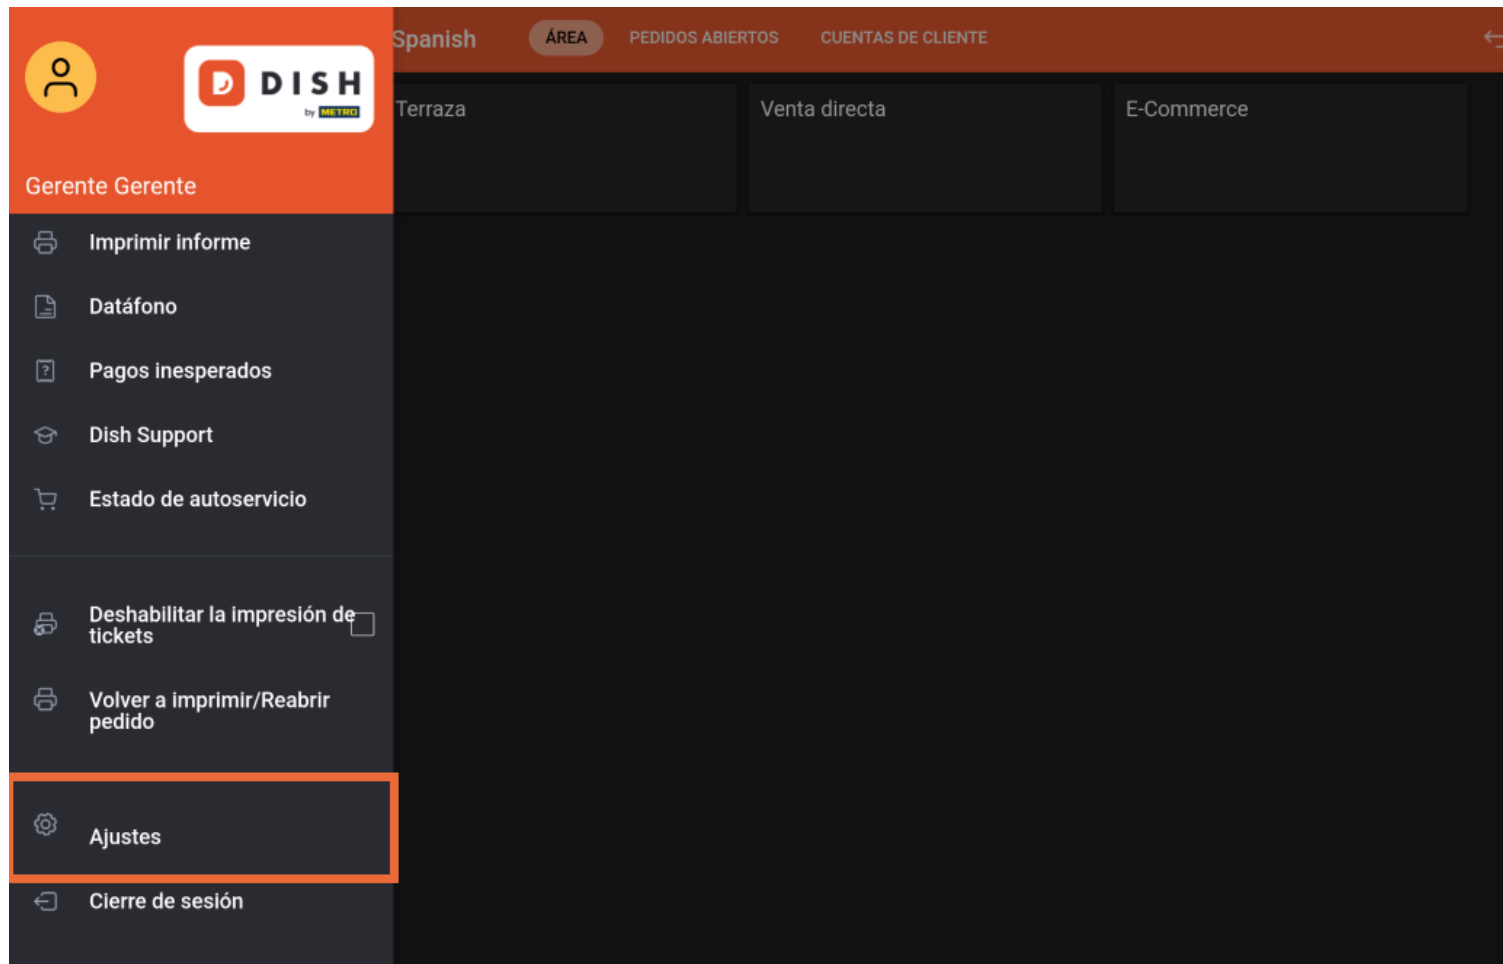 Spanish
ÁREA
PEDIDOS ABIERTOS
CUENTAS DE CLIENTE
D DISH
by METRO
Gerente Gerente
Terraza
Venta directa
E-Commerce
Imprimir informe
Datáfono
Pagos inesperados
Dish Support
Estado de autoservicio
Deshabilitar la impresión de
tickets
Volver a imprimir/Reabrir
pedido
Ajustes
Cierre de sesión